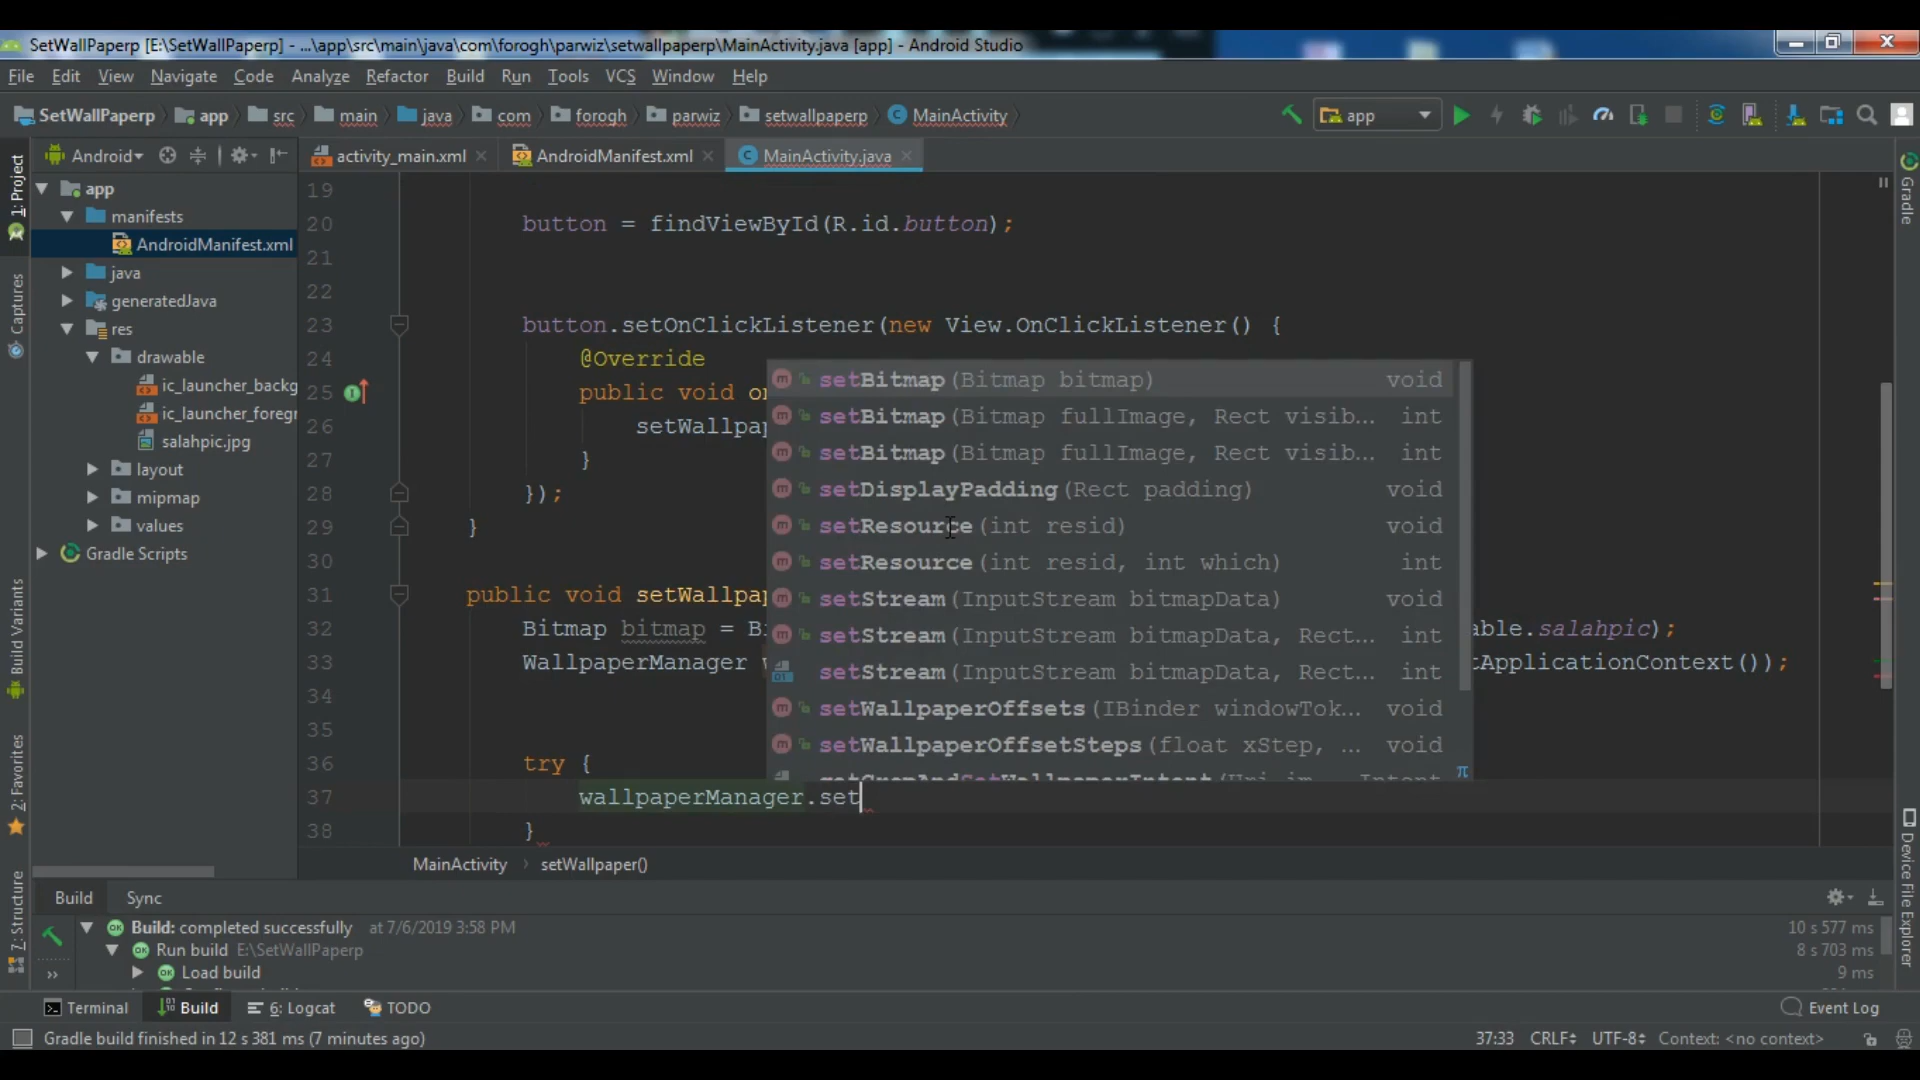 SetWallPaperp [E:\SetWallPaperp] - ...\app\src\main\java\com\forogh\parwiz\setwallpaperp\MainActivity.java [app] - Android Studio
File Edit View Navigate Code Analyze Refactor Build Run Tools VCS Window Help
SetWallPaperp app src main java com forogh parwiz setwallpaperp MainActivity app
Android activity_main.xml AndroidManifest.xml MainActivity.java
1: Project
Captures
Build Variants
2: Favorites
7: Structure
app
manifests
AndroidManifest.xml
java
generatedJava
res
drawable
ic_launcher_backg
ic_launcher_foregr
salahpic.jpg
layout
mipmap
values
Gradle Scripts
19
20 button = findViewById(R.id.button);
21
22
23 button.setOnClickListener(new View.OnClickListener() {
24 @Override
25 public void on
26 setWallpap
27 }
28 });
29 }
30
31 public void setWallpap
32 Bitmap bitmap = Bi able.salahpic);
33 WallpaperManager w tApplicationContext());
34
35
36 try {
37 wallpaperManager.set
38 }
setBitmap(Bitmap bitmap) void
setBitmap(Bitmap fullImage, Rect visib... int
setBitmap(Bitmap fullImage, Rect visib... int
setDisplayPadding(Rect padding) void
setResource(int resid) void
setResource(int resid, int which) int
setStream(InputStream bitmapData) void
setStream(InputStream bitmapData, Rect... int
setStream(InputStream bitmapData, Rect... int
setWallpaperOffsets(IBinder windowTok... void
setWallpaperOffsetSteps(float xStep, ... void
getCropAndSetWallpaperIntent(Uri im... Intent
π
MainActivity setWallpaper()
Gradle
Device File Explorer
Build Sync
Build: completed successfully at 7/6/2019 3:58 PM 10 s 577 ms
Run build E:\SetWallPaperp 8 s 703 ms
Load build 9 ms
Terminal Build 6: Logcat TODO Event Log
Gradle build finished in 12 s 381 ms (7 minutes ago) 37:33 CRLF UTF-8 Context: <no context>